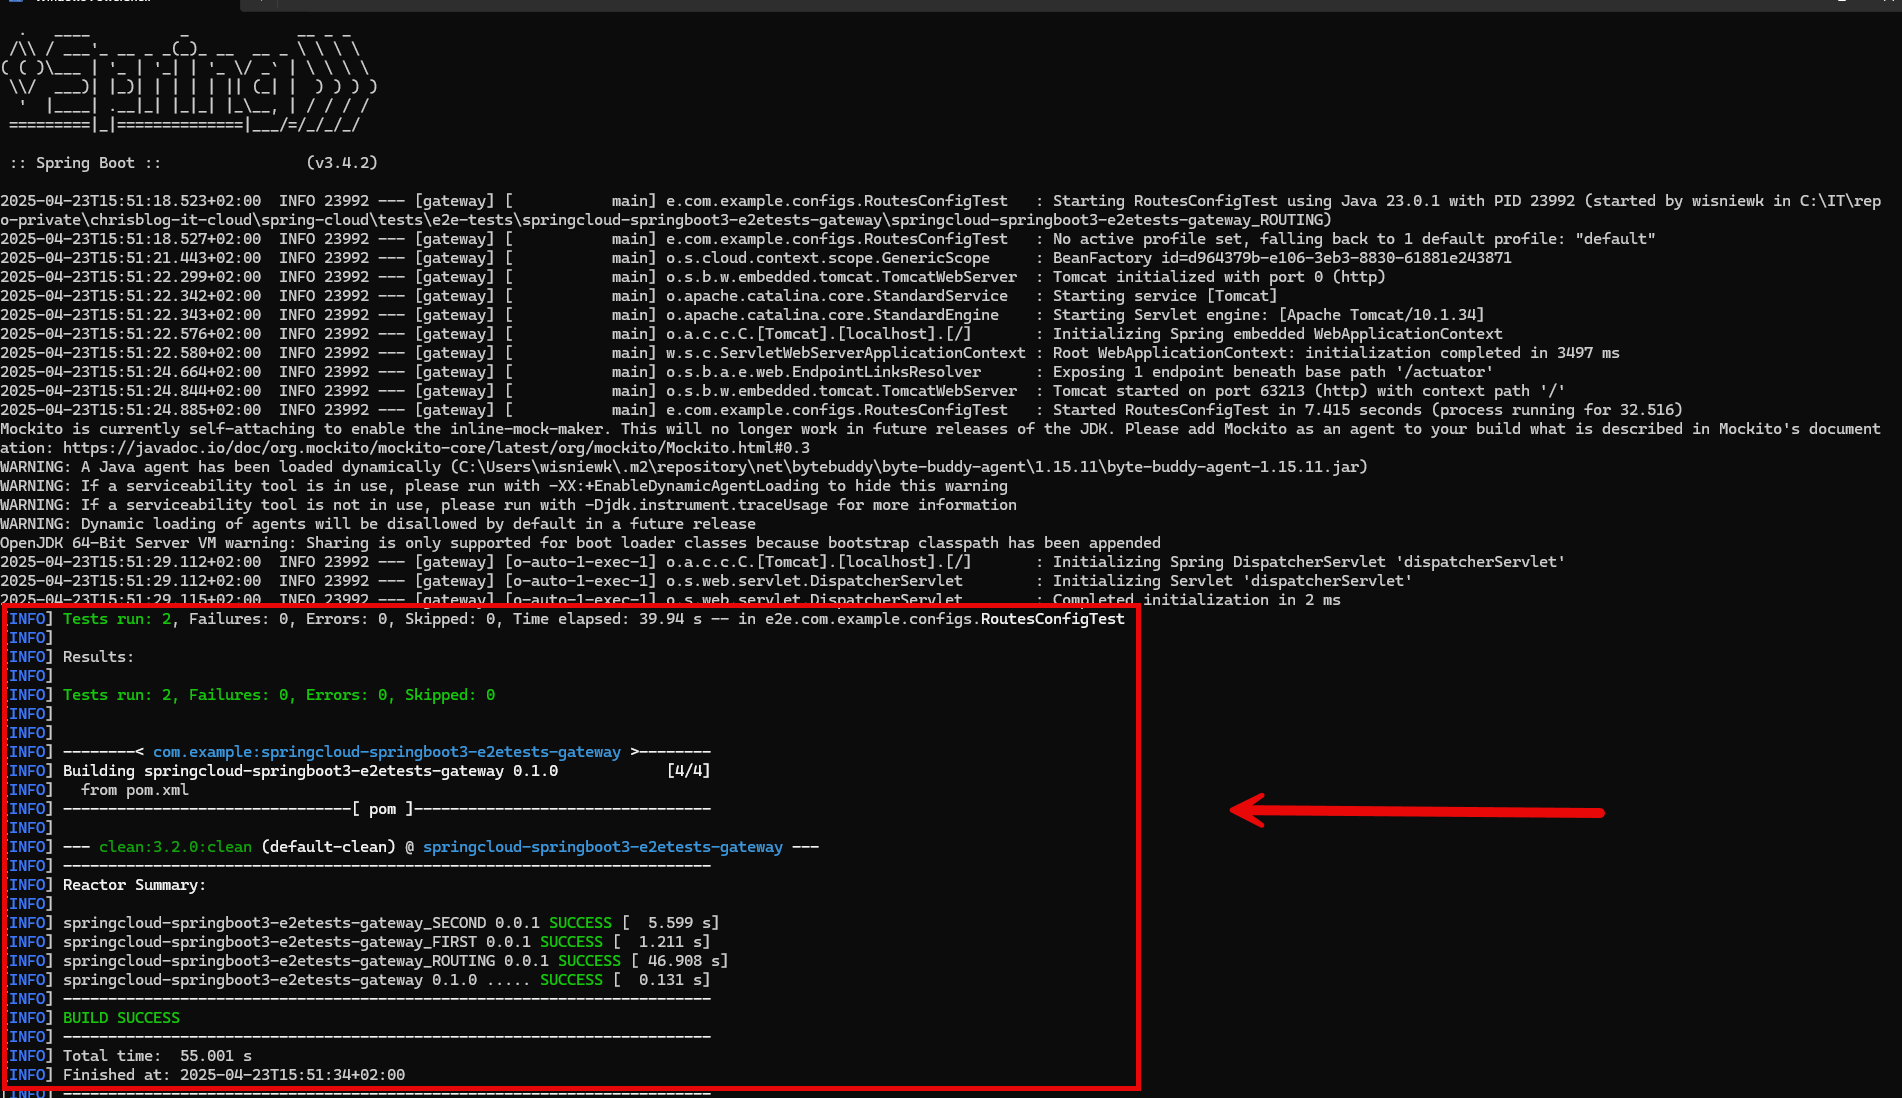 .   ____          _            __ _ _
 /\\ / ___'_ __ _ _(_)_ __  __ _ \ \ \ \
( ( )\___ | '_ | '_| | '_ \/ _` | \ \ \ \
 \\/  ___)| |_)| | | | | || (_| |  ) ) ) )
  '  |____| .__|_| |_|_| |_\__, | / / / /
 =========|_|==============|___/=/_/_/_/
 :: Spring Boot ::                (v3.4.2)
2025-04-23T15:51:18.523+02:00  INFO 23992 --- [gateway] [           main] e.com.example.configs.RoutesConfigTest   : Starting RoutesConfigTest using Java 23.0.1 with PID 23992 (started by wisniewk in C:\IT\rep
o-private\chrisblog-it-cloud\spring-cloud\tests\e2e-tests\springcloud-springboot3-e2etests-gateway\springcloud-springboot3-e2etests-gateway_ROUTING)
2025-04-23T15:51:18.527+02:00  INFO 23992 --- [gateway] [           main] e.com.example.configs.RoutesConfigTest   : No active profile set, falling back to 1 default profile: "default"
2025-04-23T15:51:21.443+02:00  INFO 23992 --- [gateway] [           main] o.s.cloud.context.scope.GenericScope     : BeanFactory id=d964379b-e106-3eb3-8830-61881e243871
2025-04-23T15:51:22.299+02:00  INFO 23992 --- [gateway] [           main] o.s.b.w.embedded.tomcat.TomcatWebServer  : Tomcat initialized with port 0 (http)
2025-04-23T15:51:22.342+02:00  INFO 23992 --- [gateway] [           main] o.apache.catalina.core.StandardService   : Starting service [Tomcat]
2025-04-23T15:51:22.343+02:00  INFO 23992 --- [gateway] [           main] o.apache.catalina.core.StandardEngine    : Starting Servlet engine: [Apache Tomcat/10.1.34]
2025-04-23T15:51:22.576+02:00  INFO 23992 --- [gateway] [           main] o.a.c.c.C.[Tomcat].[localhost].[/]       : Initializing Spring embedded WebApplicationContext
2025-04-23T15:51:22.580+02:00  INFO 23992 --- [gateway] [           main] w.s.c.ServletWebServerApplicationContext : Root WebApplicationContext: initialization completed in 3497 ms
2025-04-23T15:51:24.664+02:00  INFO 23992 --- [gateway] [           main] o.s.b.a.e.web.EndpointLinksResolver      : Exposing 1 endpoint beneath base path '/actuator'
2025-04-23T15:51:24.844+02:00  INFO 23992 --- [gateway] [           main] o.s.b.w.embedded.tomcat.TomcatWebServer  : Tomcat started on port 63213 (http) with context path '/'
2025-04-23T15:51:24.885+02:00  INFO 23992 --- [gateway] [           main] e.com.example.configs.RoutesConfigTest   : Started RoutesConfigTest in 7.415 seconds (process running for 32.516)
Mockito is currently self-attaching to enable the inline-mock-maker. This will no longer work in future releases of the JDK. Please add Mockito as an agent to your build what is described in Mockito's document
ation: https://javadoc.io/doc/org.mockito/mockito-core/latest/org/mockito/Mockito.html#0.3
WARNING: A Java agent has been loaded dynamically (C:\Users\wisniewk\.m2\repository\net\bytebuddy\byte-buddy-agent\1.15.11\byte-buddy-agent-1.15.11.jar)
WARNING: If a serviceability tool is in use, please run with -XX:+EnableDynamicAgentLoading to hide this warning
WARNING: If a serviceability tool is not in use, please run with -Djdk.instrument.traceUsage for more information
WARNING: Dynamic loading of agents will be disallowed by default in a future release
OpenJDK 64-Bit Server VM warning: Sharing is only supported for boot loader classes because bootstrap classpath has been appended
2025-04-23T15:51:29.112+02:00  INFO 23992 --- [gateway] [o-auto-1-exec-1] o.a.c.c.C.[Tomcat].[localhost].[/]       : Initializing Spring DispatcherServlet 'dispatcherServlet'
2025-04-23T15:51:29.112+02:00  INFO 23992 --- [gateway] [o-auto-1-exec-1] o.s.web.servlet.DispatcherServlet        : Initializing Servlet 'dispatcherServlet'
2025-04-23T15:51:29.115+02:00  INFO 23992 --- [gateway] [o-auto-1-exec-1] o.s.web.servlet.DispatcherServlet        : Completed initialization in 2 ms
[INFO] Tests run: 2, Failures: 0, Errors: 0, Skipped: 0, Time elapsed: 39.94 s -- in e2e.com.example.configs.RoutesConfigTest
[INFO]
[INFO] Results:
[INFO]
[INFO] Tests run: 2, Failures: 0, Errors: 0, Skipped: 0
[INFO]
[INFO]
[INFO] --------< com.example:springcloud-springboot3-e2etests-gateway >--------
[INFO] Building springcloud-springboot3-e2etests-gateway 0.1.0            [4/4]
[INFO]   from pom.xml
[INFO] --------------------------------[ pom ]---------------------------------
[INFO]
[INFO] --- clean:3.2.0:clean (default-clean) @ springcloud-springboot3-e2etests-gateway ---
[INFO] ------------------------------------------------------------------------
[INFO] Reactor Summary:
[INFO]
[INFO] springcloud-springboot3-e2etests-gateway_SECOND 0.0.1 SUCCESS [  5.599 s]
[INFO] springcloud-springboot3-e2etests-gateway_FIRST 0.0.1 SUCCESS [  1.211 s]
[INFO] springcloud-springboot3-e2etests-gateway_ROUTING 0.0.1 SUCCESS [ 46.908 s]
[INFO] springcloud-springboot3-e2etests-gateway 0.1.0 ..... SUCCESS [  0.131 s]
[INFO] ------------------------------------------------------------------------
[INFO] BUILD SUCCESS
[INFO] ------------------------------------------------------------------------
[INFO] Total time:  55.001 s
[INFO] Finished at: 2025-04-23T15:51:34+02:00
[INFO] ------------------------------------------------------------------------